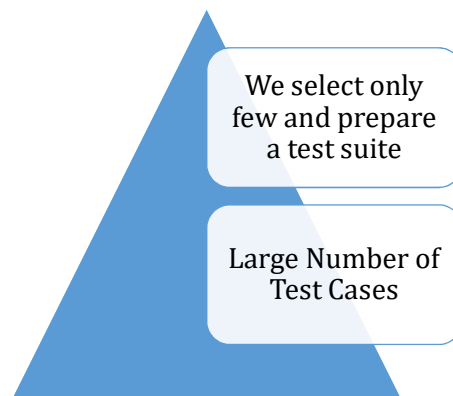 We select only
few and prepare
a test suite
Large Number of
Test Cases